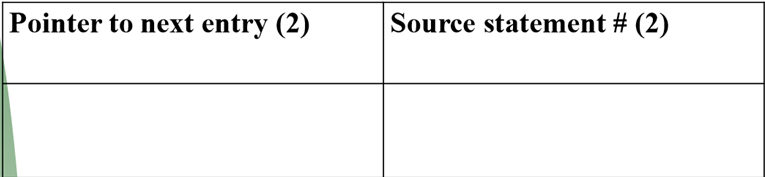 Pointer to next entry (2)
Source statement # (2)